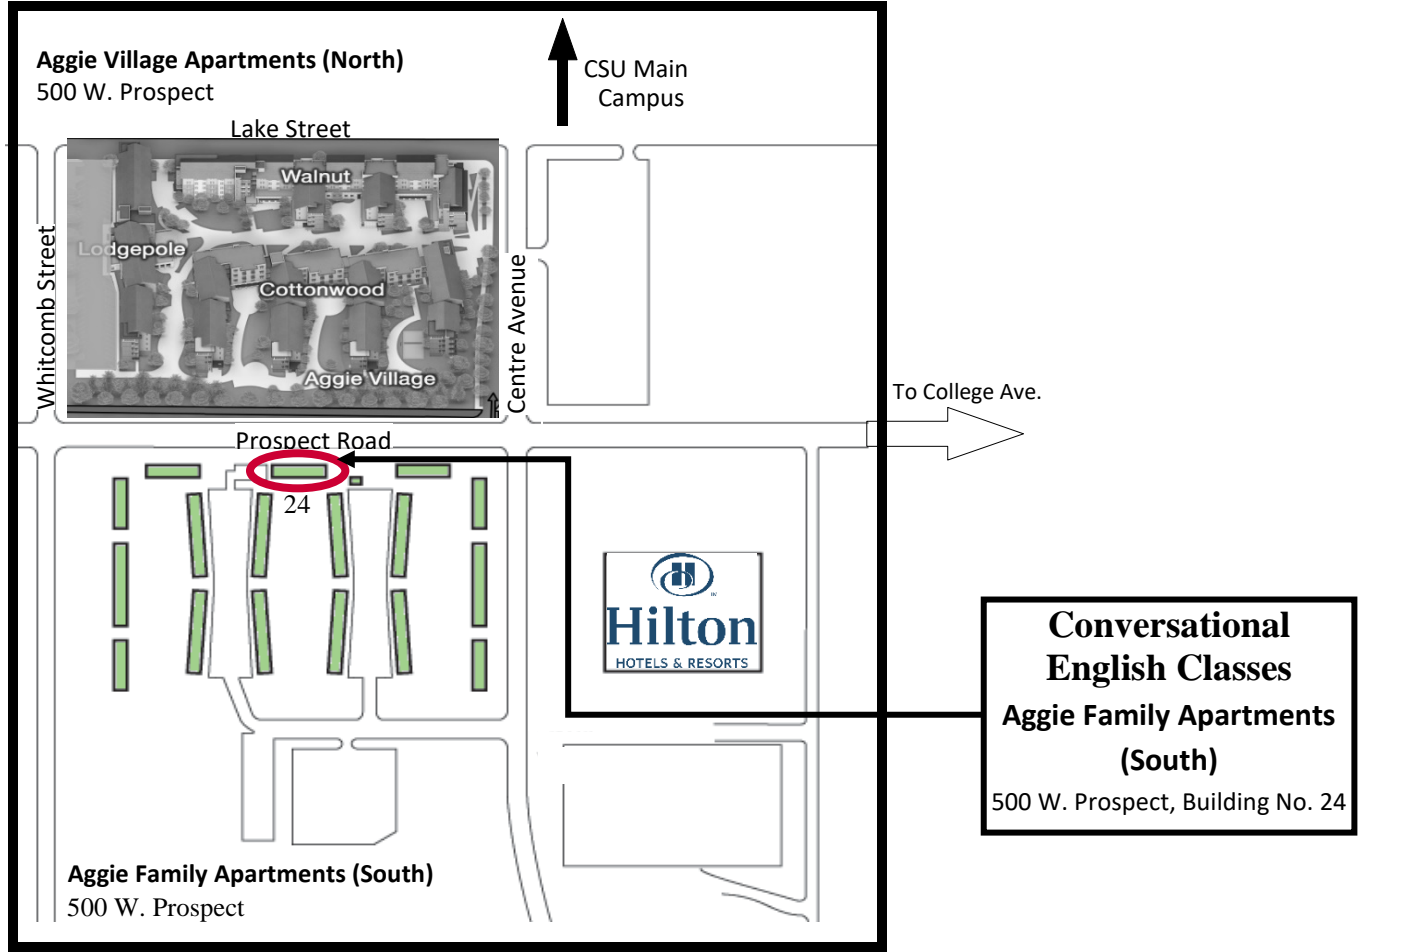 Aggie Village Apartments (North)
500 W. Prospect
CSU Main
Campus
Lake Street
Walnut
Lodgepole
Cottonwood
Aggie Village
Whitcomb Street
Centre Avenue
To College Ave.
Prospect Road
24
Hilton
HOTELS & RESORTS
Conversational
English Classes
Aggie Family Apartments
(South)
500 W. Prospect, Building No. 24
Aggie Family Apartments (South)
500 W. Prospect